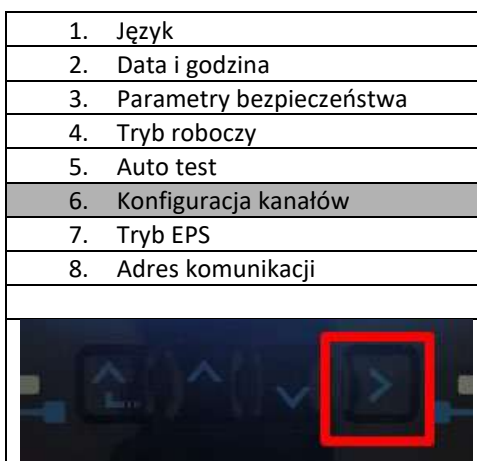 1. Język
2. Data i godzina
3. Parametry bezpieczeństwa
4. Tryb roboczy
5. Auto test
6. Konfiguracja kanałów
7. Tryb EPS
8. Adres komunikacji